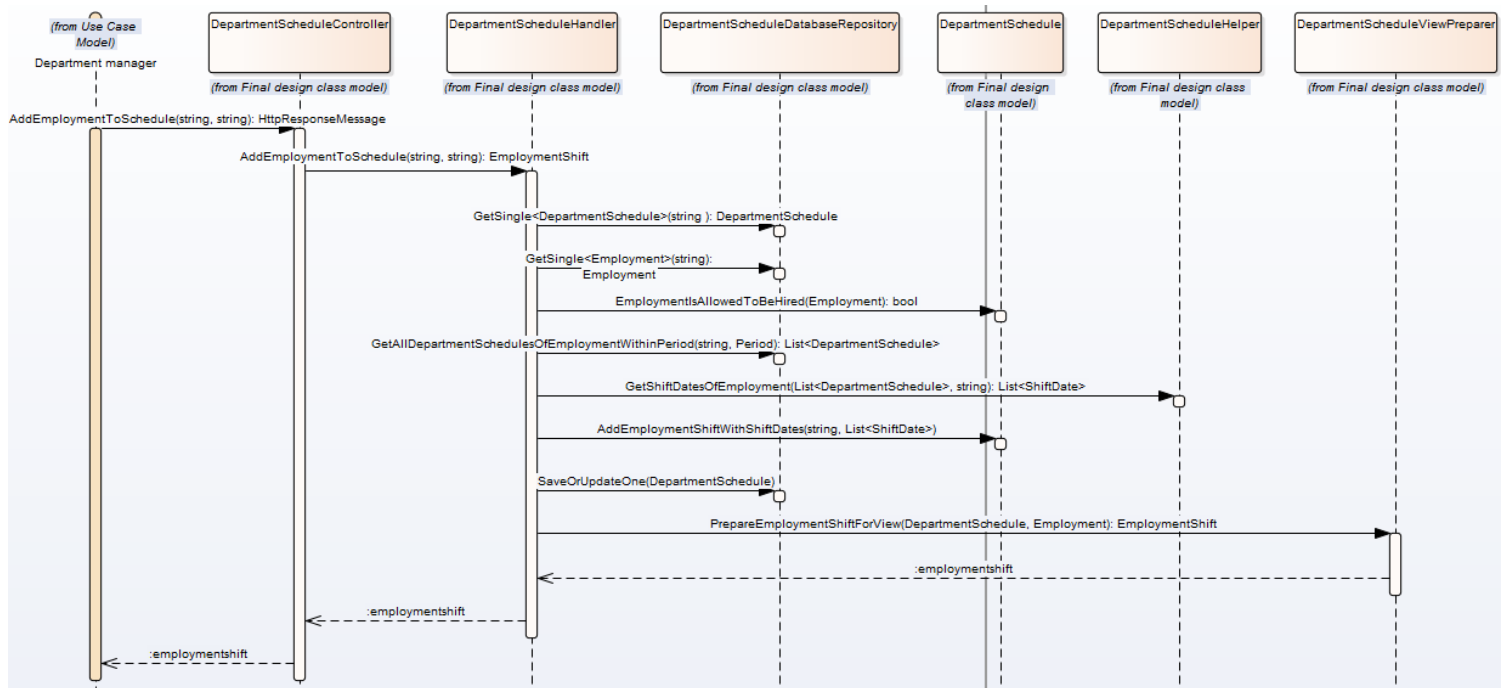 (from Use Case
Model)
Department manager
DepartmentScheduleController
(from Final design class model)
DepartmentScheduleHandler
(from Final design class model)
DepartmentScheduleDatabaseRepository
(from Final design class model)
DepartmentSchedule
(from Final design
class model)
DepartmentScheduleHelper
(from Final design class
model)
DepartmentScheduleViewPreparer
(from Final design class model)
AddEmploymentToSchedule(string, string): HttpResponseMessage
AddEmploymentToSchedule(string, string): EmploymentShift
GetSingle<DepartmentSchedule>(string ): DepartmentSchedule
GetSingle<Employment>(string):
Employment
EmploymentIsAllowedToBeHired(Employment): bool
GetAllDepartmentSchedulesOfEmploymentWithinPeriod(string, Period): List<DepartmentSchedule>
GetShiftDatesOfEmployment(List<DepartmentSchedule>, string): List<ShiftDate>
AddEmploymentShiftWithShiftDates(string, List<ShiftDate>)
SaveOrUpdateOne(DepartmentSchedule)
PrepareEmploymentShiftForView(DepartmentSchedule, Employment): EmploymentShift
:employmentshift
:employmentshift
:employmentshift